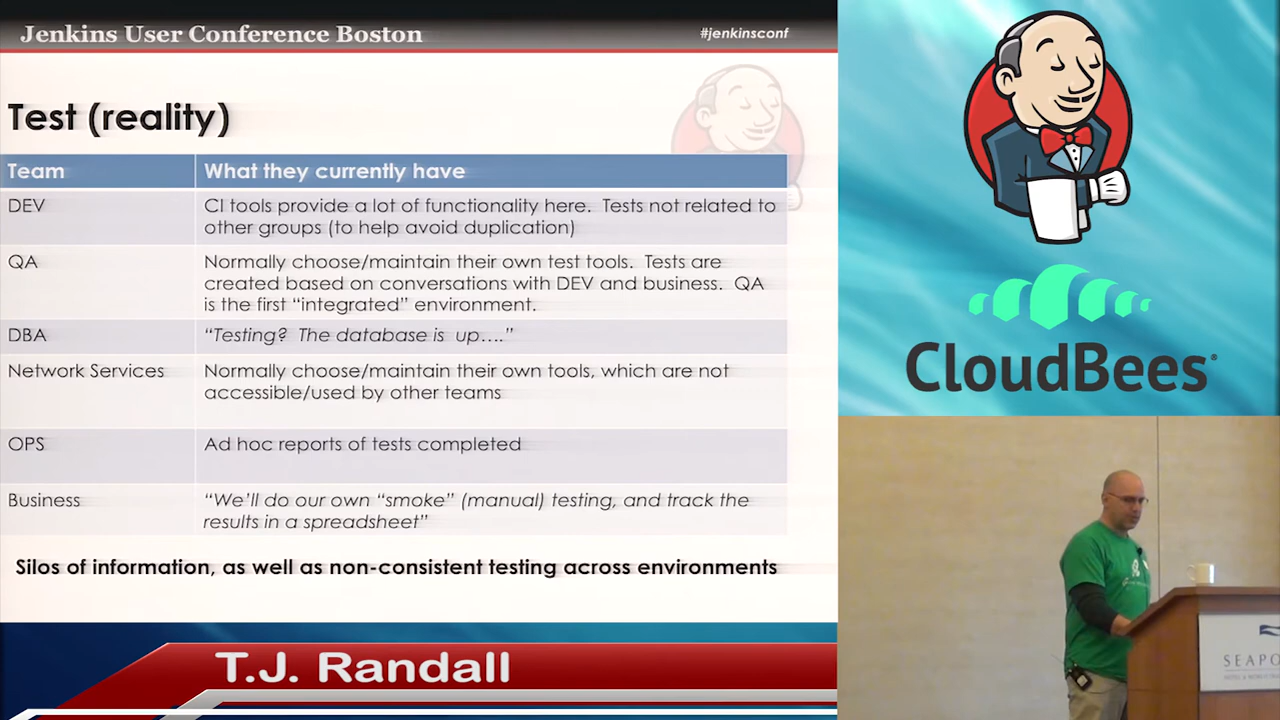 Jenkins User Conference Boston
#jenkinsconf
Test (reality)
Team
What they currently have
DEV
CI tools provide a lot of functionality here. Tests not related to
other groups (to help avoid duplication)
QA
Normally choose/maintain their own test tools. Tests are
created based on conversations with DEV and business. QA
is the first “integrated” environment.
DBA
“Testing? The database is up....”
Network Services
Normally choose/maintain their own tools, which are not
accessible/used by other teams
OPS
Ad hoc reports of tests completed
Business
“We’ll do our own “smoke” (manual) testing, and track the
results in a spreadsheet”
Silos of information, as well as non-consistent testing across environments
T.J. Randall
CloudBees
SEAPO